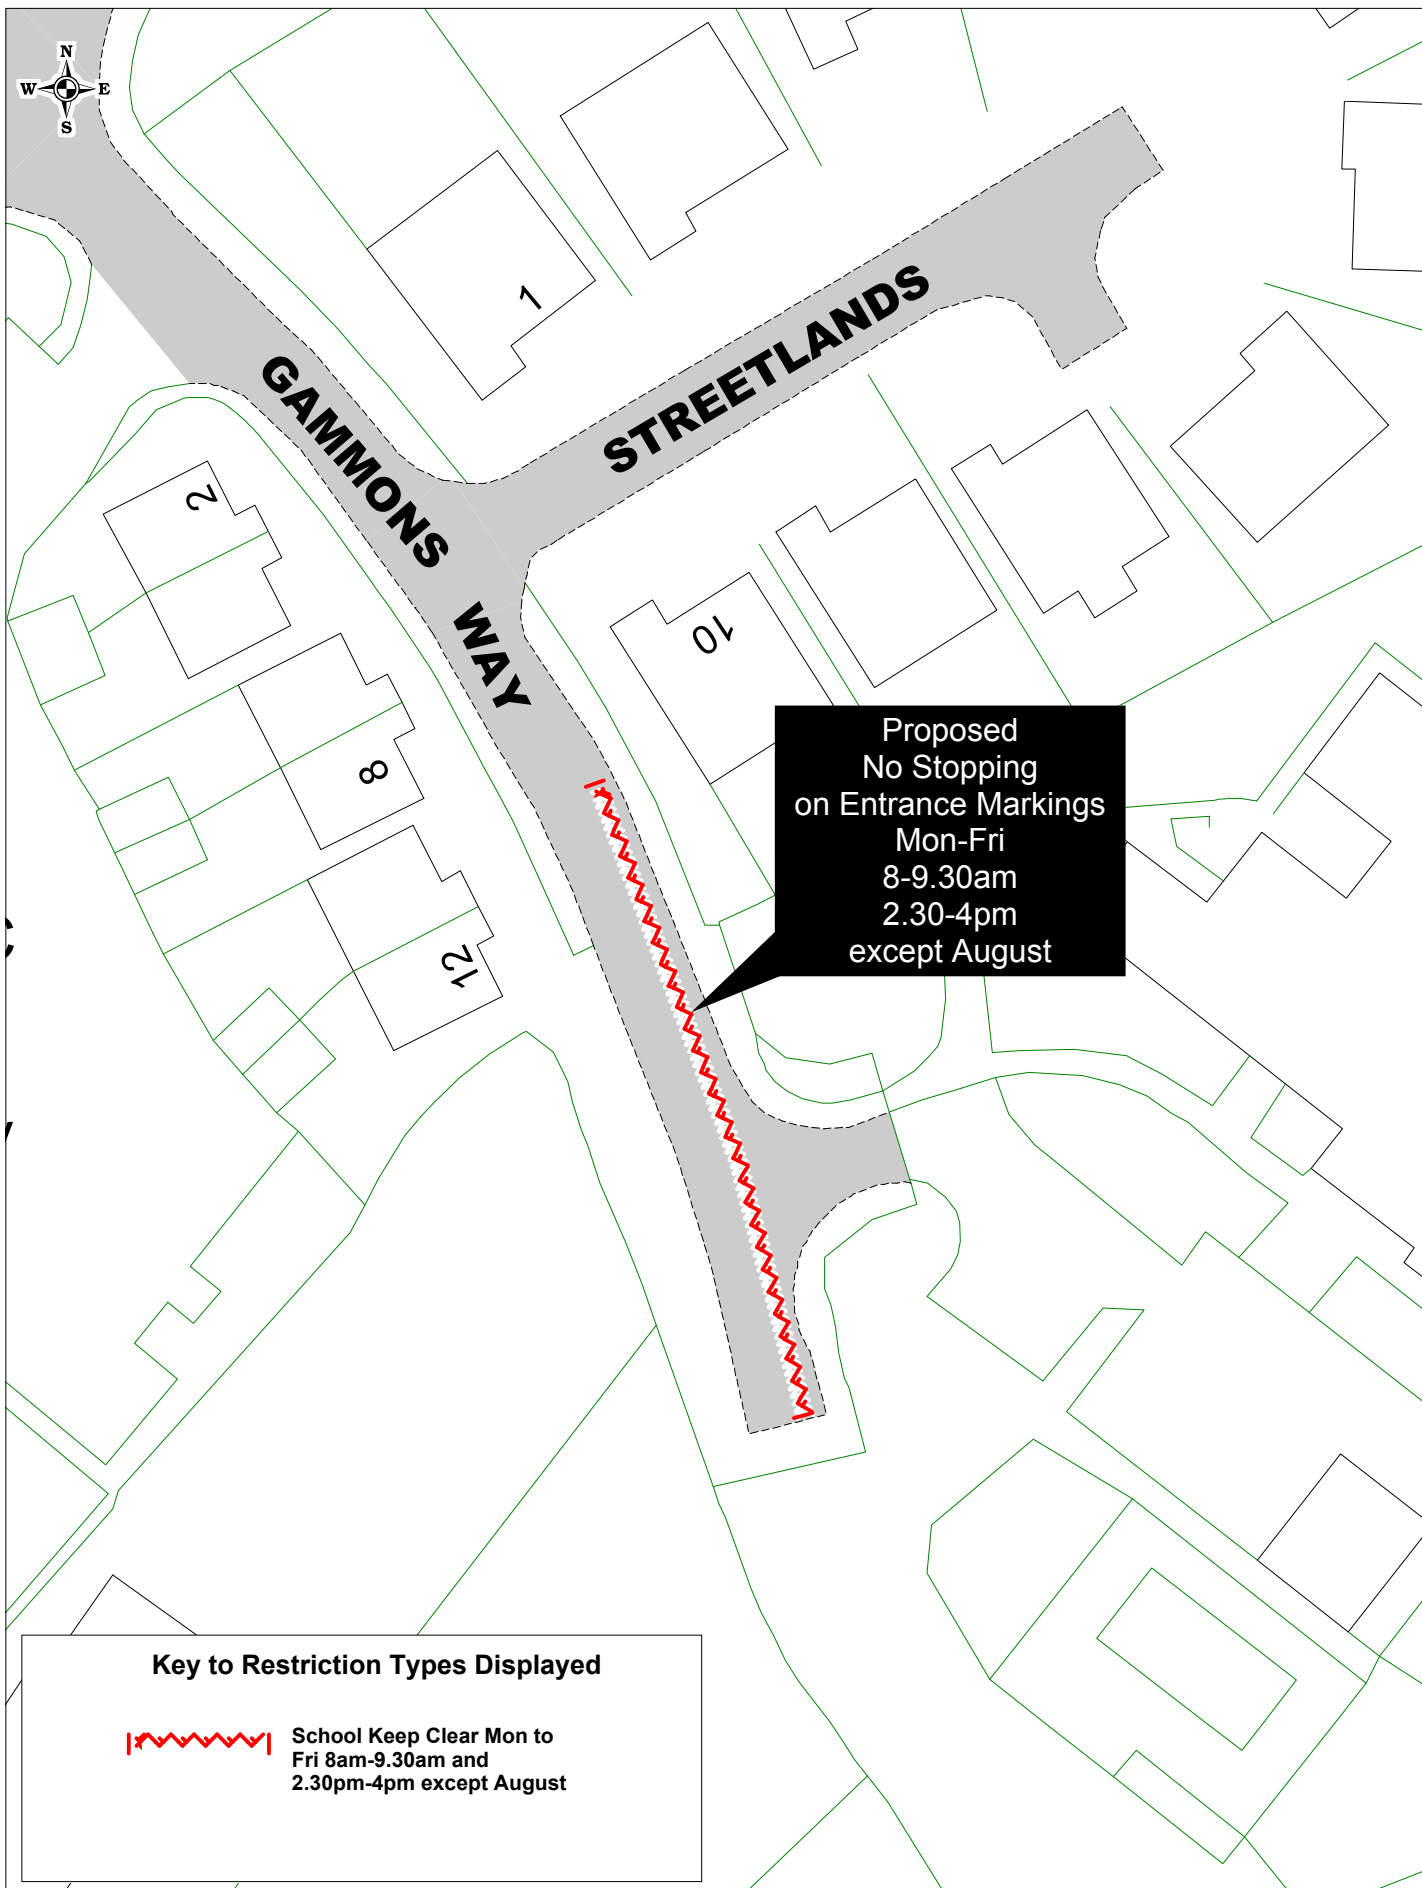 N
W E
S
1
STREETLANDS
GAMMONS
WAY
2
10
8
12
Proposed
No Stopping
on Entrance Markings
Mon-Fri
8-9.30am
2.30-4pm
except August
Key to Restriction Types Displayed
School Keep Clear Mon to
Fri 8am-9.30am and
2.30pm-4pm except August